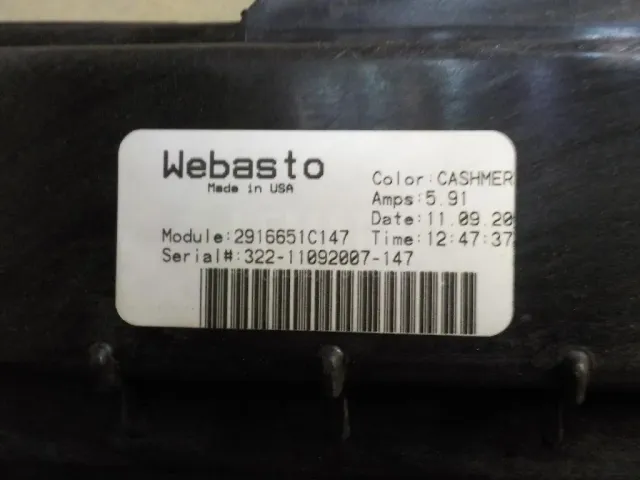 Webasto
Made in USA
Color:CASHMER
Amps:5.91
Date:11.09.20
Module:2916651C147 Time:12:47:37
Serial#:322-11092007-147